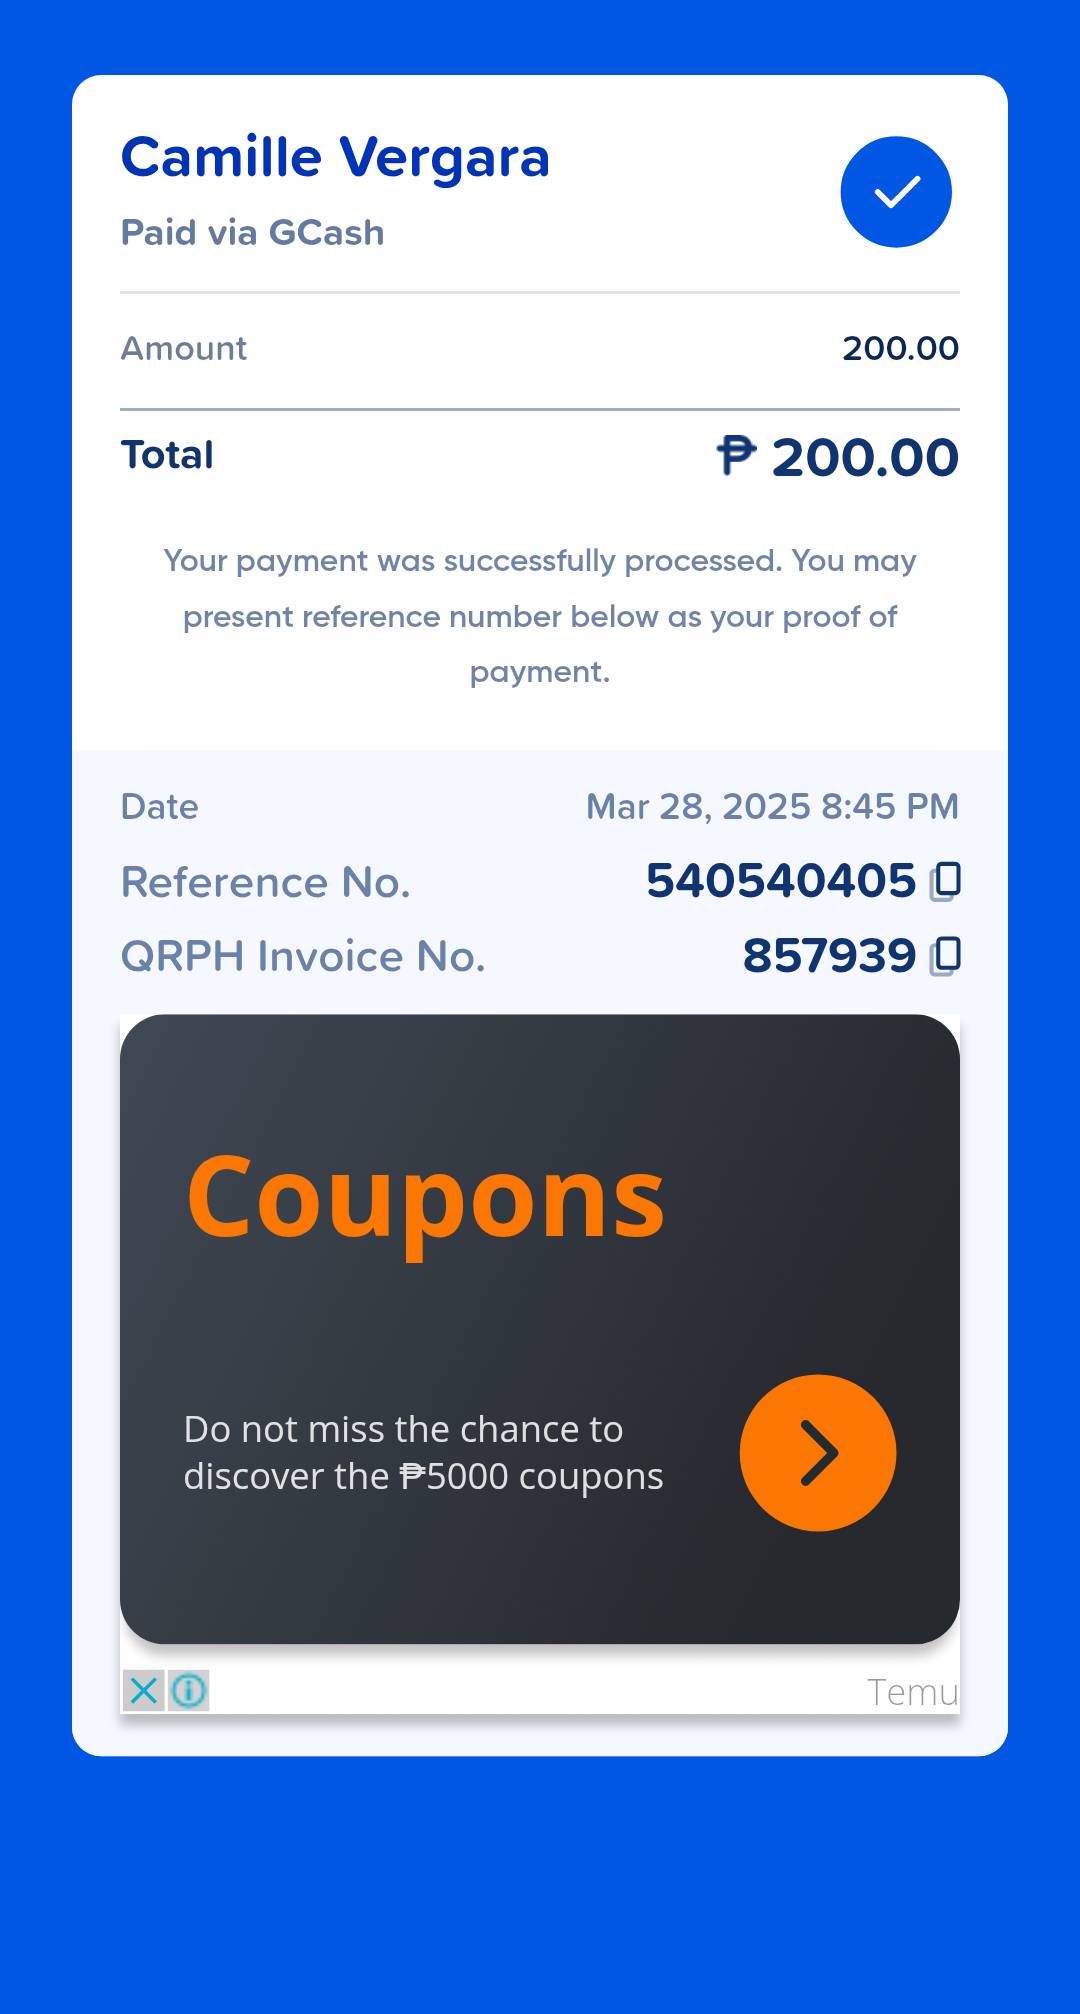 Camille Vergara
Paid via GCash
Amount 200.00
Total ₱ 200.00
Your payment was successfully processed. You may
present reference number below as your proof of
payment.
Date Mar 28, 2025 8:45 PM
Reference No. 540540405
QRPH Invoice No. 857939
Coupons
Do not miss the chance to
discover the ₱5000 coupons
Temu